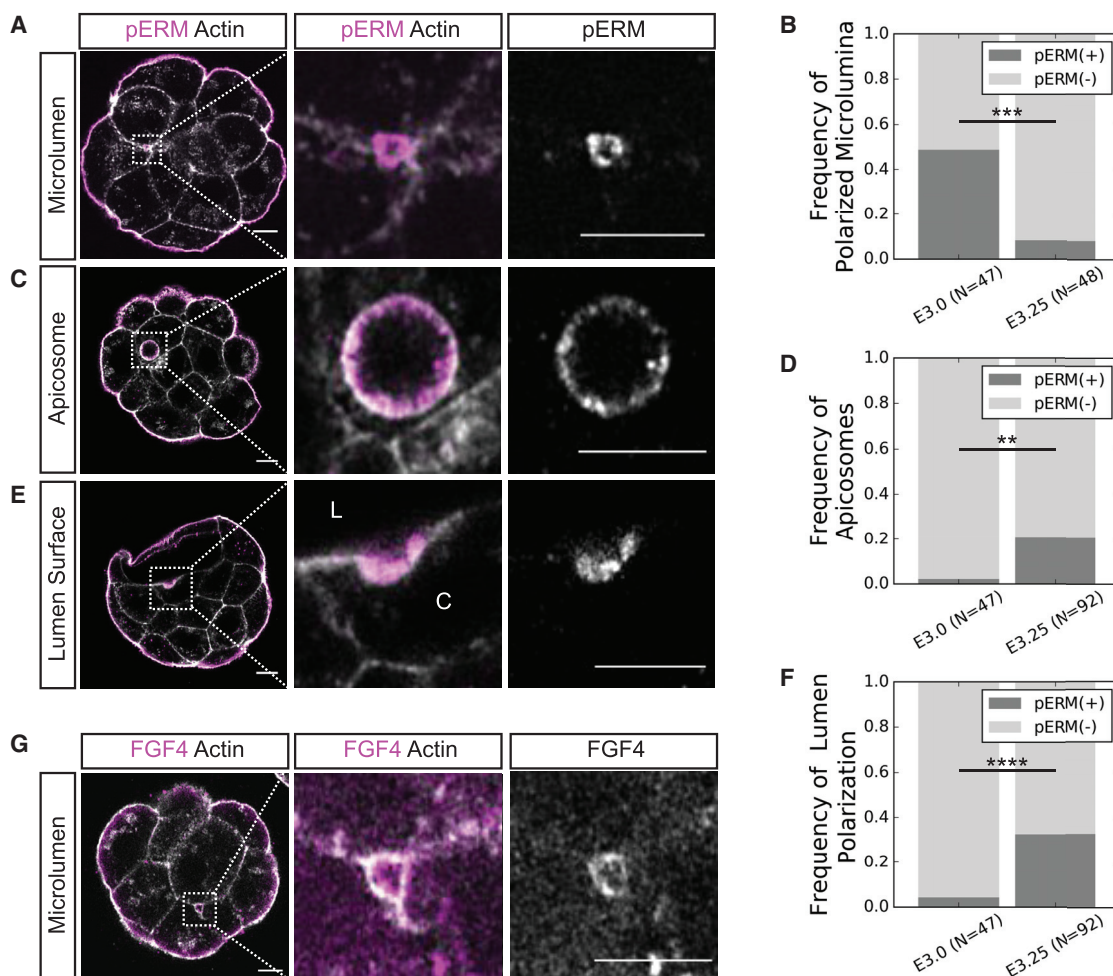 A
pERM Actin
pERM Actin
pERM
Microlumen
B
Frequency of
Polarized Microlumina
1.0
0.8
0.6
0.4
0.2
0.0
pERM(+)
pERM(-)
***
E3.0 (N=47)
E3.25 (N=48)
C
Apicosome
D
Frequency of
Apicosomes
1.0
0.8
0.6
0.4
0.2
0.0
pERM(+)
pERM(-)
**
E3.0 (N=47)
E3.25 (N=92)
E
Lumen Surface
L
C
F
Frequency of Lumen
Polarization
1.0
0.8
0.6
0.4
0.2
0.0
pERM(+)
pERM(-)
****
E3.0 (N=47)
E3.25 (N=92)
G
FGF4 Actin
FGF4 Actin
FGF4
Microlumen